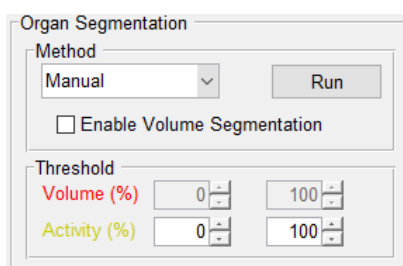 Organ Segmentation
Method
Manual Run
Enable Volume Segmentation
Threshold
Volume (%) 0 100
Activity (%) 0 100